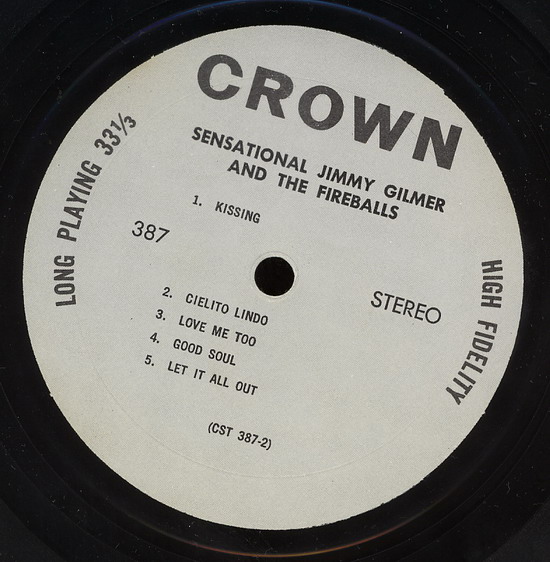 CROWN
SENSATIONAL JIMMY GILMER
AND THE FIREBALLS
LONG PLAYING 33⅓
1. KISSING
387
STEREO
HIGH FIDELITY
2. CIELITO LINDO
3. LOVE ME TOO
4. GOOD SOUL
5. LET IT ALL OUT
(CST 387-2)